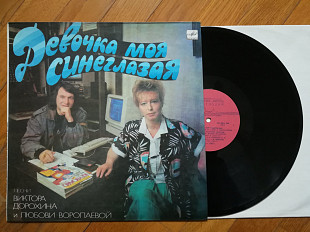 Девочка моя
синеглазая
ПЕСНИ
ВИКТОРА
ДОРОХИНА
и ЛЮБОВИ ВОРОПАЕВОЙ